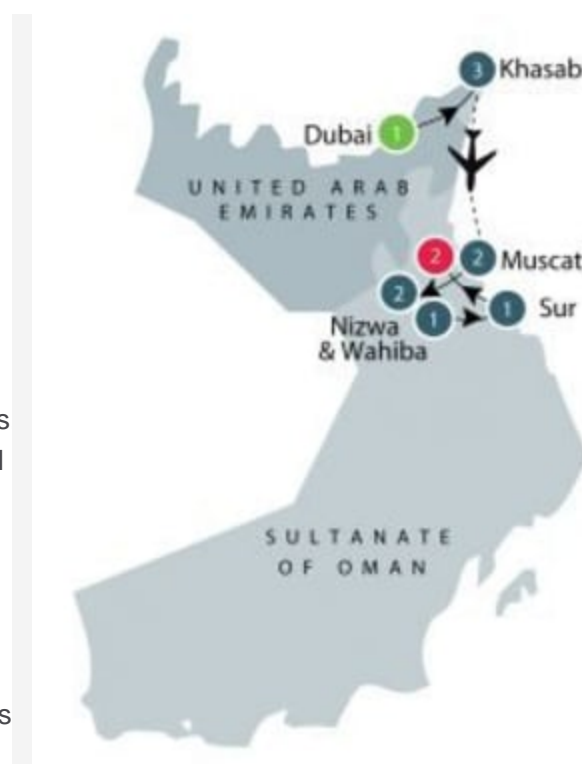 3 Khasab
Dubai 1
UNITED ARAB
EMIRATES
2 2 Muscat
2
1 Sur
Nizwa 1
& Wahiba
s
l
SULTANATE
OF OMAN
s